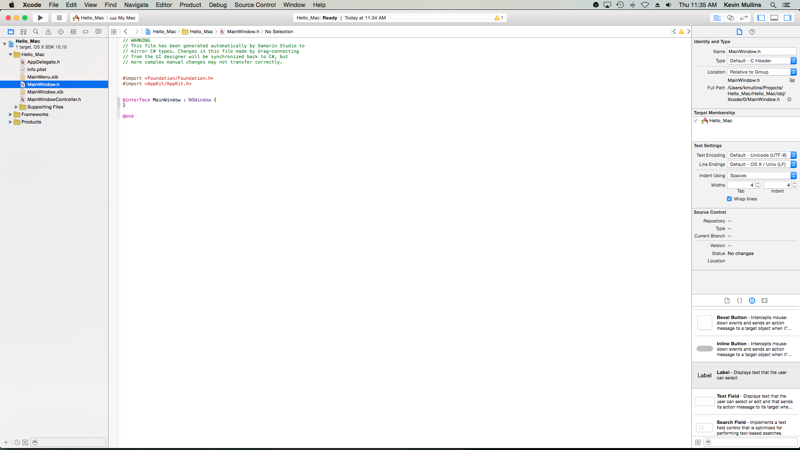 Xcode File Edit View Find Navigate Editor Product Debug Source Control Window Help
Thu 11:35 AM Kevin Mullins
Hello_Mac My Mac
Hello_Mac: Ready | Today at 11:34 AM
1
Hello_Mac
1 target, OS X SDK 10.10
Hello_Mac
AppDelegate.h
Info.plist
MainMenu.xib
MainWindow.h
MainWindow.xib
MainWindowController.h
Supporting Files
Frameworks
Products
Hello_Mac Hello_Mac MainWindow.h No Selection
// WARNING
// This file has been generated automatically by Xamarin Studio to
// mirror C# types. Changes in this file made by drag-connecting
// from the UI designer will be synchronized back to C#, but
// more complex manual changes may not transfer correctly.
#import <Foundation/Foundation.h>
#import <AppKit/AppKit.h>
@interface MainWindow : NSWindow {
}
@end
Identity and Type
Name MainWindow.h
Type Default - C Header
Location Relative to Group
MainWindow.h
Full Path /Users/kmullins/Projects/
Hello_Mac/Hello_Mac/obj/
Xcode/0/MainWindow.h
Target Membership
Hello_Mac
Text Settings
Text Encoding Default - Unicode (UTF-8)
Line Endings Default - OS X / Unix (LF)
Indent Using Spaces
Widths 4 4
Tab Indent
Wrap lines
Source Control
Repository --
Type --
Current Branch --
Version --
Status No changes
Location
Bevel Button - Intercepts mouse-
down events and sends an action
message to a target object when it'...
Inline Button - Intercepts mouse-
down events and sends an action
message to a target object when it'...
Label
Label - Displays text that the user
can select
Text Field - Displays text that the
user can select or edit and that sends
its action message to its target whe...
Search Field - Implements a text
field control that is optimized for
performing text-based searches.